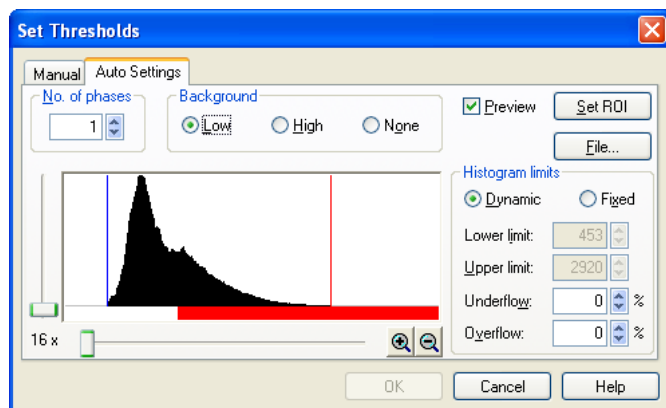 Set Thresholds
Manual
Auto Settings
No. of phases
1
Background
Low
High
None
Preview
Set ROI
File...
Histogram limits
Dynamic
Fixed
Lower limit:
453
Upper limit:
2920
Underflow:
0
%
Overflow:
0
%
16 x
OK
Cancel
Help